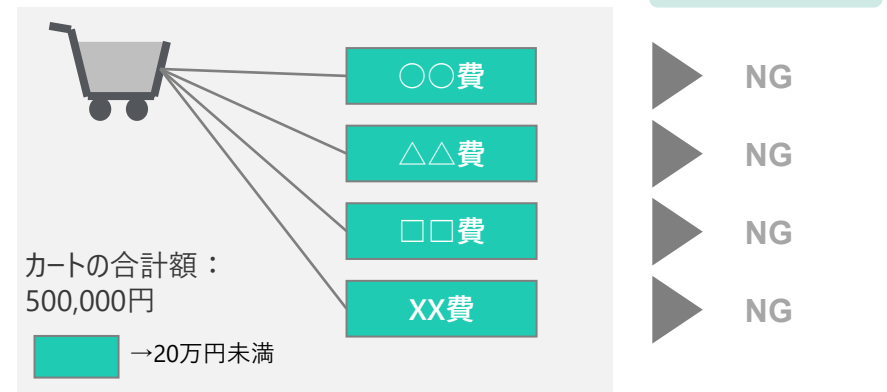 ○○費
NG
△△費
NG
□□費
NG
XX費
NG
カートの合計額：
500,000円
→20万円未満